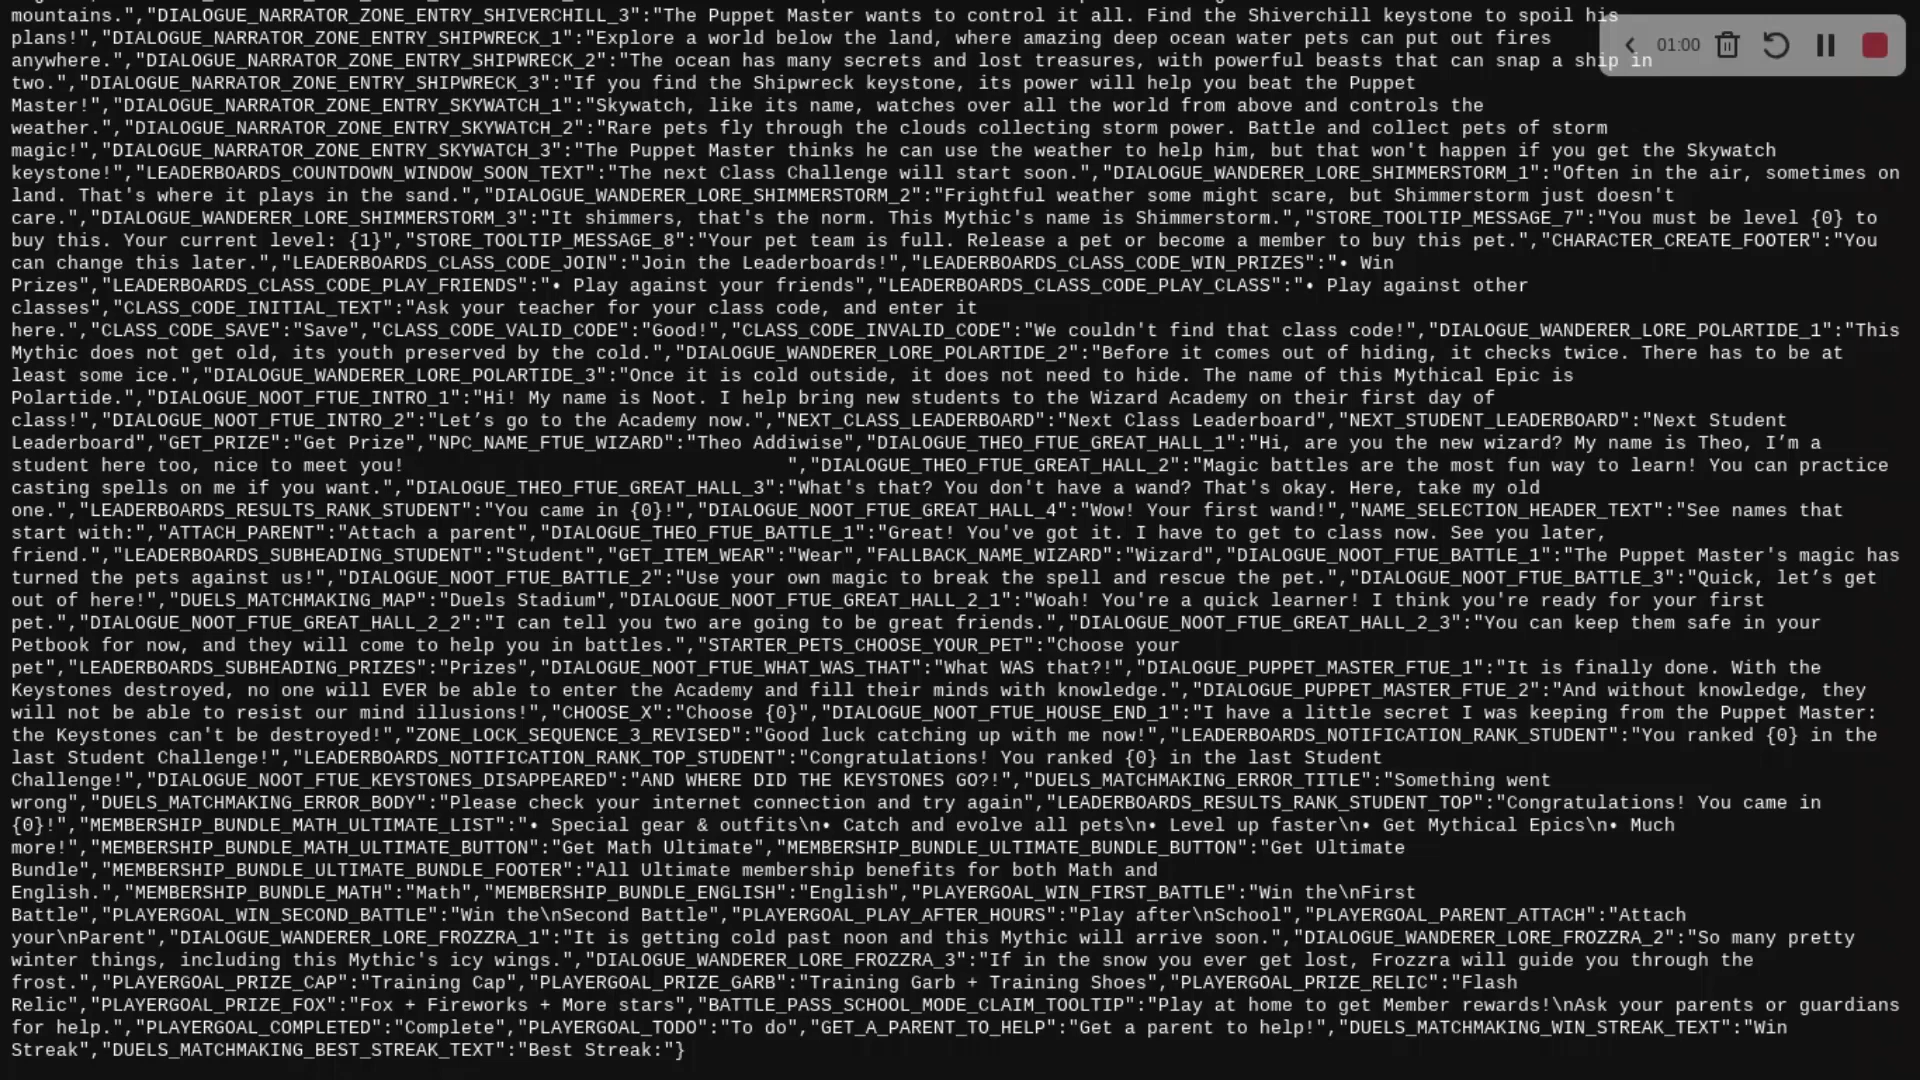 mountains.","DIALOGUE_NARRATOR_ZONE_ENTRY_SHIVERCHILL_3":"The Puppet Master wants to control it all. Find the Shiverchill keystone to spoil his
plans!","DIALOGUE_NARRATOR_ZONE_ENTRY_SHIPWRECK_1":"Explore a world below the land, where amazing deep ocean water pets can put out fires
anywhere.","DIALOGUE_NARRATOR_ZONE_ENTRY_SHIPWRECK_2":"The ocean has many secrets and lost treasures, with powerful beasts that can snap a ship in
01:00
two.","DIALOGUE_NARRATOR_ZONE_ENTRY_SHIPWRECK_3":"If you find the Shipwreck keystone, its power will help you beat the Puppet
Master!","DIALOGUE_NARRATOR_ZONE_ENTRY_SKYWATCH_1":"Skywatch, like its name, watches over all the world from above and controls the
weather.","DIALOGUE_NARRATOR_ZONE_ENTRY_SKYWATCH_2":"Rare pets fly through the clouds collecting storm power. Battle and collect pets of storm
magic!","DIALOGUE_NARRATOR_ZONE_ENTRY_SKYWATCH_3":"The Puppet Master thinks he can use the weather to help him, but that won't happen if you get the Skywatch
keystone!","LEADERBOARDS_COUNTDOWN_WINDOW_SOON_TEXT":"The next Class Challenge will start soon.","DIALOGUE_WANDERER_LORE_SHIMMERSTORM_1":"Often in the air, sometimes on
land. That's where it plays in the sand.","DIALOGUE_WANDERER_LORE_SHIMMERSTORM_2":"Frightful weather some might scare, but Shimmerstorm just doesn't
care.","DIALOGUE_WANDERER_LORE_SHIMMERSTORM_3":"It shimmers, that's the norm. This Mythic's name is Shimmerstorm.","STORE_TOOLTIP_MESSAGE_7":"You must be level {0} to
buy this. Your current level: {1}","STORE_TOOLTIP_MESSAGE_8":"Your pet team is full. Release a pet or become a member to buy this pet.","CHARACTER_CREATE_FOOTER":"You
can change this later.","LEADERBOARDS_CLASS_CODE_JOIN":"Join the Leaderboards!","LEADERBOARDS_CLASS_CODE_WIN_PRIZES":"• Win
Prizes","LEADERBOARDS_CLASS_CODE_PLAY_FRIENDS":"• Play against your friends","LEADERBOARDS_CLASS_CODE_PLAY_CLASS":"• Play against other
classes","CLASS_CODE_INITIAL_TEXT":"Ask your teacher for your class code, and enter it
here.","CLASS_CODE_SAVE":"Save","CLASS_CODE_VALID_CODE":"Good!","CLASS_CODE_INVALID_CODE":"We couldn't find that class code!","DIALOGUE_WANDERER_LORE_POLARTIDE_1":"This
Mythic does not get old, its youth preserved by the cold.","DIALOGUE_WANDERER_LORE_POLARTIDE_2":"Before it comes out of hiding, it checks twice. There has to be at
least some ice.","DIALOGUE_WANDERER_LORE_POLARTIDE_3":"Once it is cold outside, it does not need to hide. The name of this Mythical Epic is
Polartide.","DIALOGUE_NOOT_FTUE_INTRO_1":"Hi! My name is Noot. I help bring new students to the Wizard Academy on their first day of
class!","DIALOGUE_NOOT_FTUE_INTRO_2":"Let’s go to the Academy now.","NEXT_CLASS_LEADERBOARD":"Next Class Leaderboard","NEXT_STUDENT_LEADERBOARD":"Next Student
Leaderboard","GET_PRIZE":"Get Prize","NPC_NAME_FTUE_WIZARD":"Theo Addiwise","DIALOGUE_THEO_FTUE_GREAT_HALL_1":"Hi, are you the new wizard? My name is Theo, I’m a
student here too, nice to meet you! ","DIALOGUE_THEO_FTUE_GREAT_HALL_2":"Magic battles are the most fun way to learn! You can practice
casting spells on me if you want.","DIALOGUE_THEO_FTUE_GREAT_HALL_3":"What's that? You don't have a wand? That's okay. Here, take my old
one.","LEADERBOARDS_RESULTS_RANK_STUDENT":"You came in {0}!","DIALOGUE_NOOT_FTUE_GREAT_HALL_4":"Wow! Your first wand!","NAME_SELECTION_HEADER_TEXT":"See names that
start with:","ATTACH_PARENT":"Attach a parent","DIALOGUE_THEO_FTUE_BATTLE_1":"Great! You've got it. I have to get to class now. See you later,
friend.","LEADERBOARDS_SUBHEADING_STUDENT":"Student","GET_ITEM_WEAR":"Wear","FALLBACK_NAME_WIZARD":"Wizard","DIALOGUE_NOOT_FTUE_BATTLE_1":"The Puppet Master's magic has
turned the pets against us!","DIALOGUE_NOOT_FTUE_BATTLE_2":"Use your own magic to break the spell and rescue the pet.","DIALOGUE_NOOT_FTUE_BATTLE_3":"Quick, let’s get
out of here!","DUELS_MATCHMAKING_MAP":"Duels Stadium","DIALOGUE_NOOT_FTUE_GREAT_HALL_2_1":"Woah! You're a quick learner! I think you're ready for your first
pet.","DIALOGUE_NOOT_FTUE_GREAT_HALL_2_2":"I can tell you two are going to be great friends.","DIALOGUE_NOOT_FTUE_GREAT_HALL_2_3":"You can keep them safe in your
Petbook for now, and they will come to help you in battles.","STARTER_PETS_CHOOSE_YOUR_PET":"Choose your
pet","LEADERBOARDS_SUBHEADING_PRIZES":"Prizes","DIALOGUE_NOOT_FTUE_WHAT_WAS_THAT":"What WAS that?!","DIALOGUE_PUPPET_MASTER_FTUE_1":"It is finally done. With the
Keystones destroyed, no one will EVER be able to enter the Academy and fill their minds with knowledge.","DIALOGUE_PUPPET_MASTER_FTUE_2":"And without knowledge, they
will not be able to resist our mind illusions!","CHOOSE_X":"Choose {0}","DIALOGUE_NOOT_FTUE_HOUSE_END_1":"I have a little secret I was keeping from the Puppet Master:
the Keystones can't be destroyed!","ZONE_LOCK_SEQUENCE_3_REVISED":"Good luck catching up with me now!","LEADERBOARDS_NOTIFICATION_RANK_STUDENT":"You ranked {0} in the
last Student Challenge!","LEADERBOARDS_NOTIFICATION_RANK_TOP_STUDENT":"Congratulations! You ranked {0} in the last Student
Challenge!","DIALOGUE_NOOT_FTUE_KEYSTONES_DISAPPEARED":"AND WHERE DID THE KEYSTONES GO?!","DUELS_MATCHMAKING_ERROR_TITLE":"Something went
wrong","DUELS_MATCHMAKING_ERROR_BODY":"Please check your internet connection and try again","LEADERBOARDS_RESULTS_RANK_STUDENT_TOP":"Congratulations! You came in
{0}!","MEMBERSHIP_BUNDLE_MATH_ULTIMATE_LIST":"• Special gear & outfits\n• Catch and evolve all pets\n• Level up faster\n• Get Mythical Epics\n• Much
more!","MEMBERSHIP_BUNDLE_MATH_ULTIMATE_BUTTON":"Get Math Ultimate","MEMBERSHIP_BUNDLE_ULTIMATE_BUNDLE_BUTTON":"Get Ultimate
Bundle","MEMBERSHIP_BUNDLE_ULTIMATE_BUNDLE_FOOTER":"All Ultimate membership benefits for both Math and
English.","MEMBERSHIP_BUNDLE_MATH":"Math","MEMBERSHIP_BUNDLE_ENGLISH":"English","PLAYERGOAL_WIN_FIRST_BATTLE":"Win the\nFirst
Battle","PLAYERGOAL_WIN_SECOND_BATTLE":"Win the\nSecond Battle","PLAYERGOAL_PLAY_AFTER_HOURS":"Play after\nSchool","PLAYERGOAL_PARENT_ATTACH":"Attach
your\nParent","DIALOGUE_WANDERER_LORE_FROZZRA_1":"It is getting cold past noon and this Mythic will arrive soon.","DIALOGUE_WANDERER_LORE_FROZZRA_2":"So many pretty
winter things, including this Mythic's icy wings.","DIALOGUE_WANDERER_LORE_FROZZRA_3":"If in the snow you ever get lost, Frozzra will guide you through the
frost.","PLAYERGOAL_PRIZE_CAP":"Training Cap","PLAYERGOAL_PRIZE_GARB":"Training Garb + Training Shoes","PLAYERGOAL_PRIZE_RELIC":"Flash
Relic","PLAYERGOAL_PRIZE_FOX":"Fox + Fireworks + More stars","BATTLE_PASS_SCHOOL_MODE_CLAIM_TOOLTIP":"Play at home to get Member rewards!\nAsk your parents or guardians
for help.","PLAYERGOAL_COMPLETED":"Complete","PLAYERGOAL_TODO":"To do","GET_A_PARENT_TO_HELP":"Get a parent to help!","DUELS_MATCHMAKING_WIN_STREAK_TEXT":"Win
Streak","DUELS_MATCHMAKING_BEST_STREAK_TEXT":"Best Streak:"}